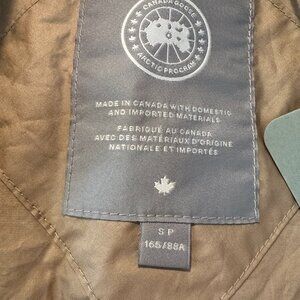 CANADA GOOSE
ARCTIC PROGRAM
MADE IN CANADA WITH DOMESTIC
AND IMPORTED MATERIALS
FABRIQUÉ AU CANADA
AVEC DES MATÉRIAUX D'ORIGINE
NATIONALE ET IMPORTÉS
SP
165/88A